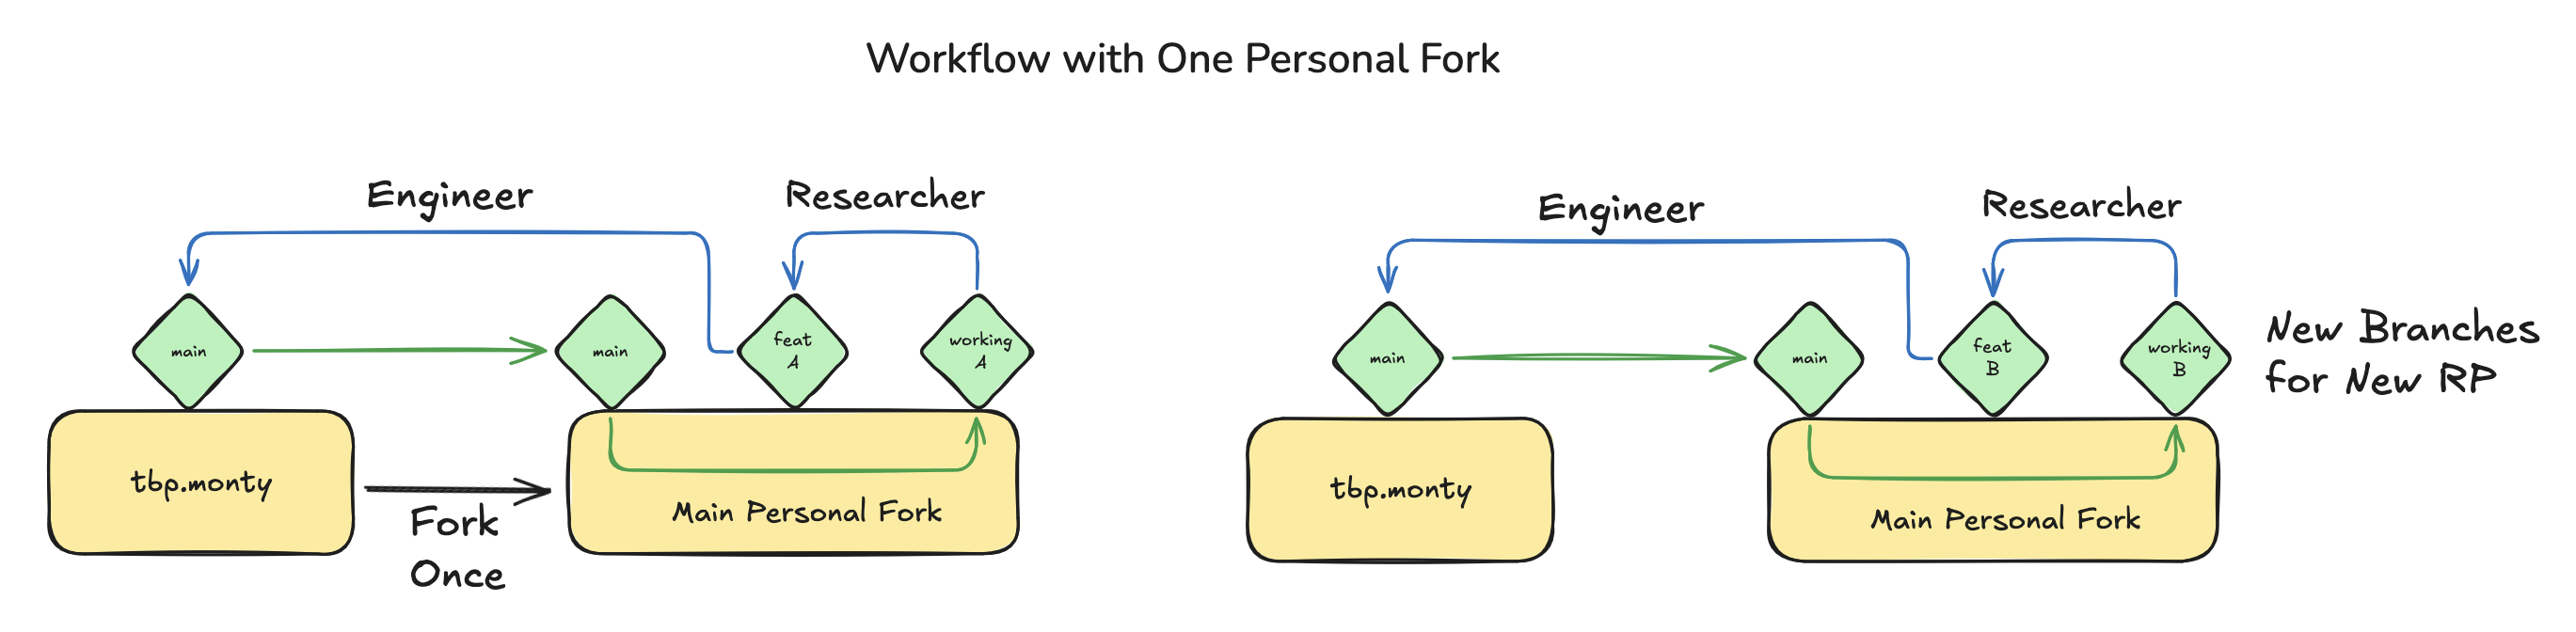 Workflow with One Personal Fork
Engineer
Researcher
main
main
feat
A
working
A
tbp.monty
Fork
Once
Main Personal Fork
Engineer
Researcher
main
main
feat
B
working
B
New Branches
for New RP
tbp.monty
Main Personal Fork